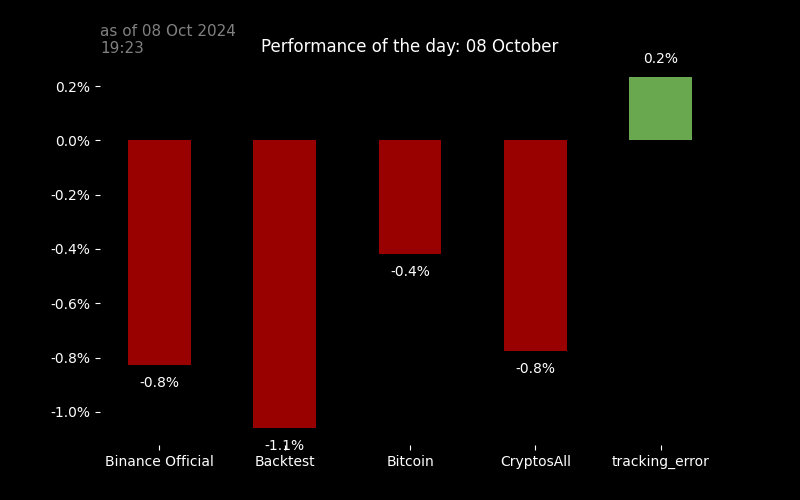 as of 08 Oct 2024
19:23
Performance of the day: 08 October
0.2%
0.2%
0.0%
-0.2%
-0.4%
-0.6%
-0.8%
-1.0%
-0.8%
-1.1%
-0.4%
-0.8%
Binance Official
Backtest
Bitcoin
CryptosAll
tracking_error